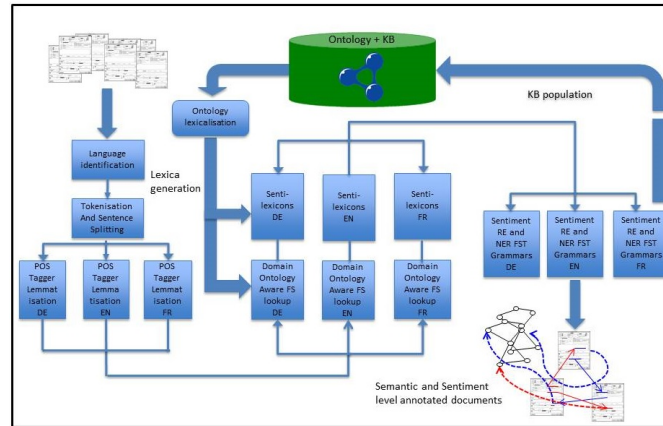 Ontology + KB
KB population
Ontology
lexicalisation
Language
identification
Lexica
generation
Tokenisation
And Sentence
Splitting
POS
Tagger
Lemmat
isation
DE
POS
Tagger
Lemma
tisation
EN
POS
Tagger
Lemmat
isation
FR
Senti-
lexicons
DE
Senti-
lexicons
EN
Senti-
lexicons
FR
Domain
Ontology
Aware FS
lookup
DE
Domain
Ontology
Aware FS
lookup
EN
Domain
Ontology
Aware FS
lookup
FR
Sentiment
RE and
NER FST
Grammars
DE
Sentiment
RE and
NER FST
Grammars
EN
Sentiment
RE and
NER FST
Grammars
FR
Semantic and Sentiment
level annotated documents